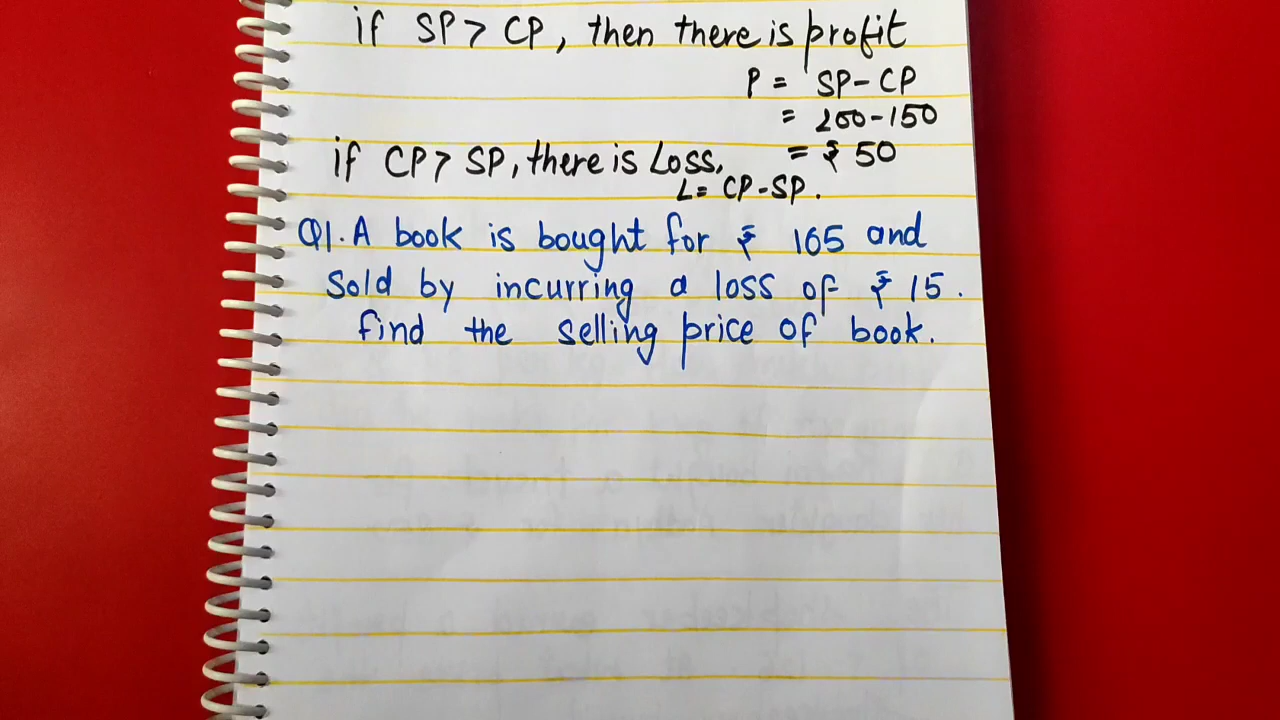 if SP > CP, then there is profit
P = SP - CP
= 200 - 150
= ₹ 50
if CP > SP, there is Loss,
L = CP - SP.
Q1. A book is bought for ₹ 165 and
sold by incurring a loss of ₹ 15.
find the selling price of book.